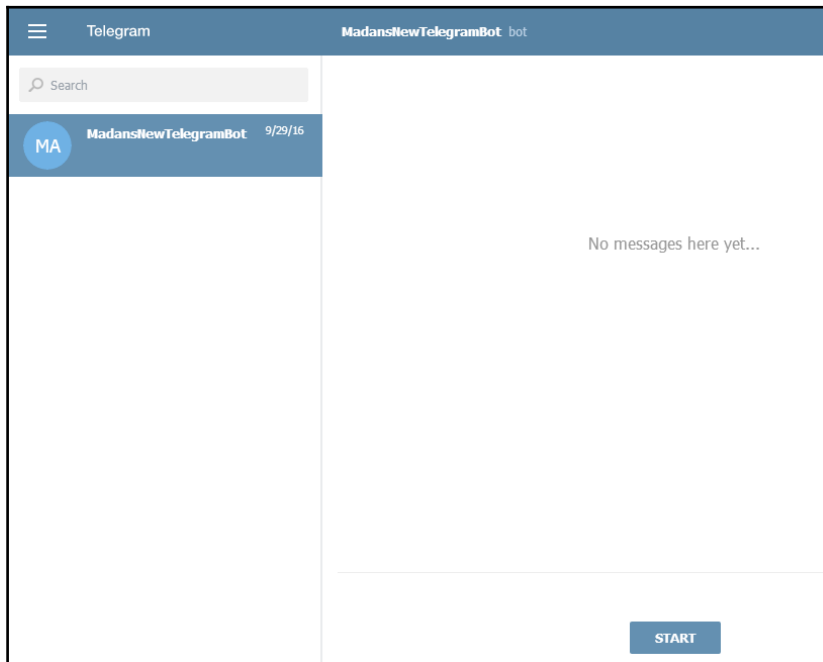 Telegram
MadansNewTelegramBot bot
Search
MA
MadansNewTelegramBot 9/29/16
No messages here yet...
START